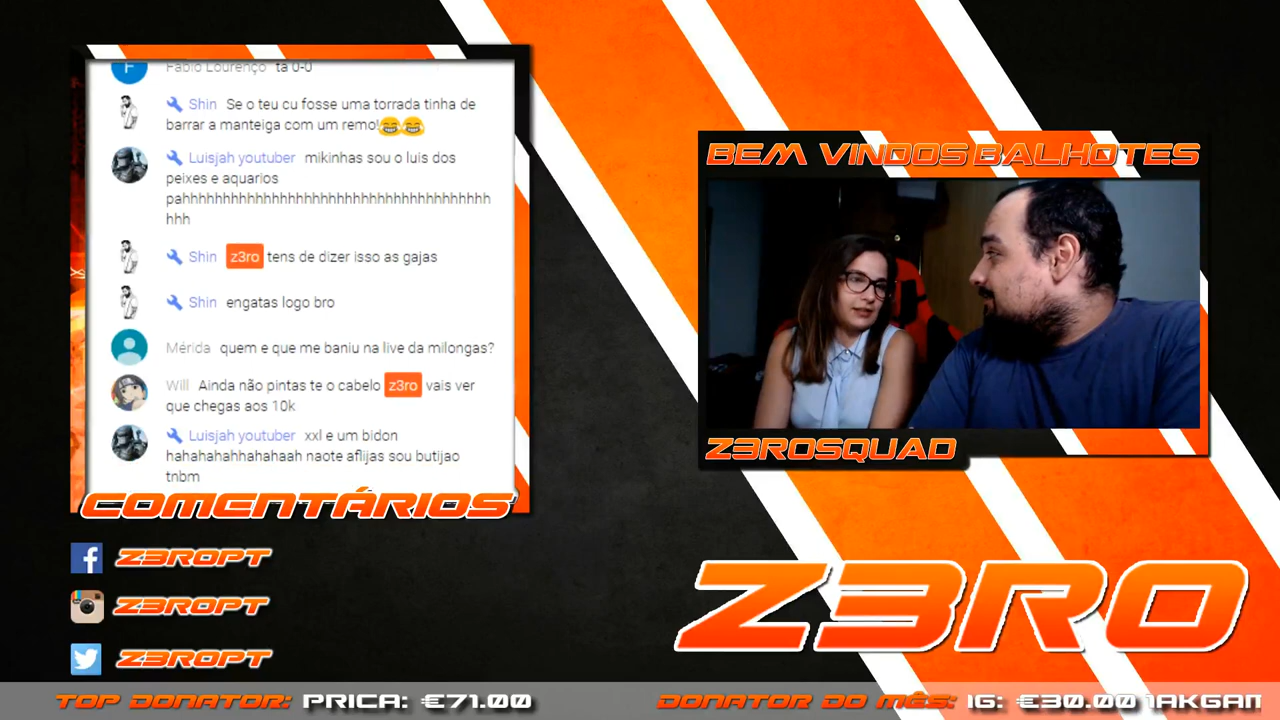 F Fábio Lourenço tá 0-0
Shin Se o teu cu fosse uma torrada tinha de
barrar a manteiga com um remo!😂😂
Luisjah youtuber mikinhas sou o luis dos
peixes e aquarios
pahhhhhhhhhhhhhhhhhhhhhhhhhhhhhhhhhhhhhh
hhh
Shin z3ro tens de dizer isso as gajas
Shin engatas logo bro
Mérida quem e que me baniu na live da milongas?
Will Ainda não pintas te o cabelo z3ro vais ver
que chegas aos 10k
Luisjah youtuber xxl e um bidon
hahahahahhahahaah naote aflijas sou butijao
tnbm
COMENTÁRIOS
Z3ROPT
Z3ROPT
Z3ROPT
BEM VINDOS BALHOTES
Z3ROSQUAD
Z3RO
TOP DONATOR: PRICA: €71.00
DONATOR DO MÊS: IG: €30.00